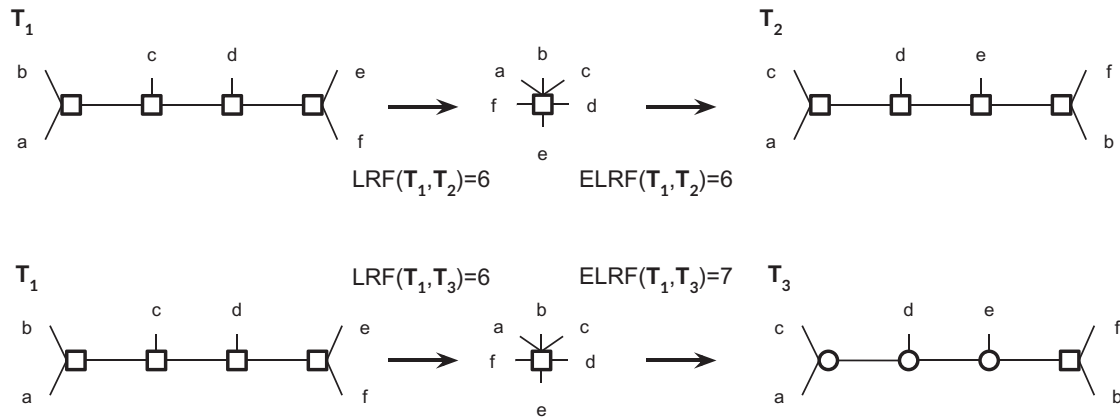 T1 T2
b c d e a b c c d e f
f d
a f e a b
LRF(T1,T2)=6 ELRF(T1,T2)=6
T1 LRF(T1,T3)=6 ELRF(T1,T3)=7 T3
b c d e a b c c d e f
f d
a f e a b